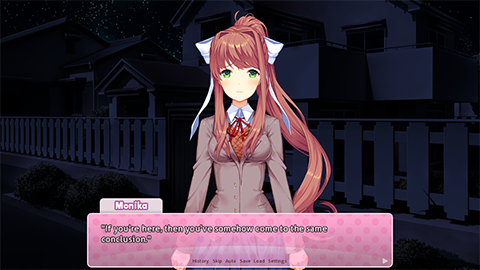 Monika
"If you're here, then you've somehow come to the same
conclusion."
History Skip Auto Save Load Settings